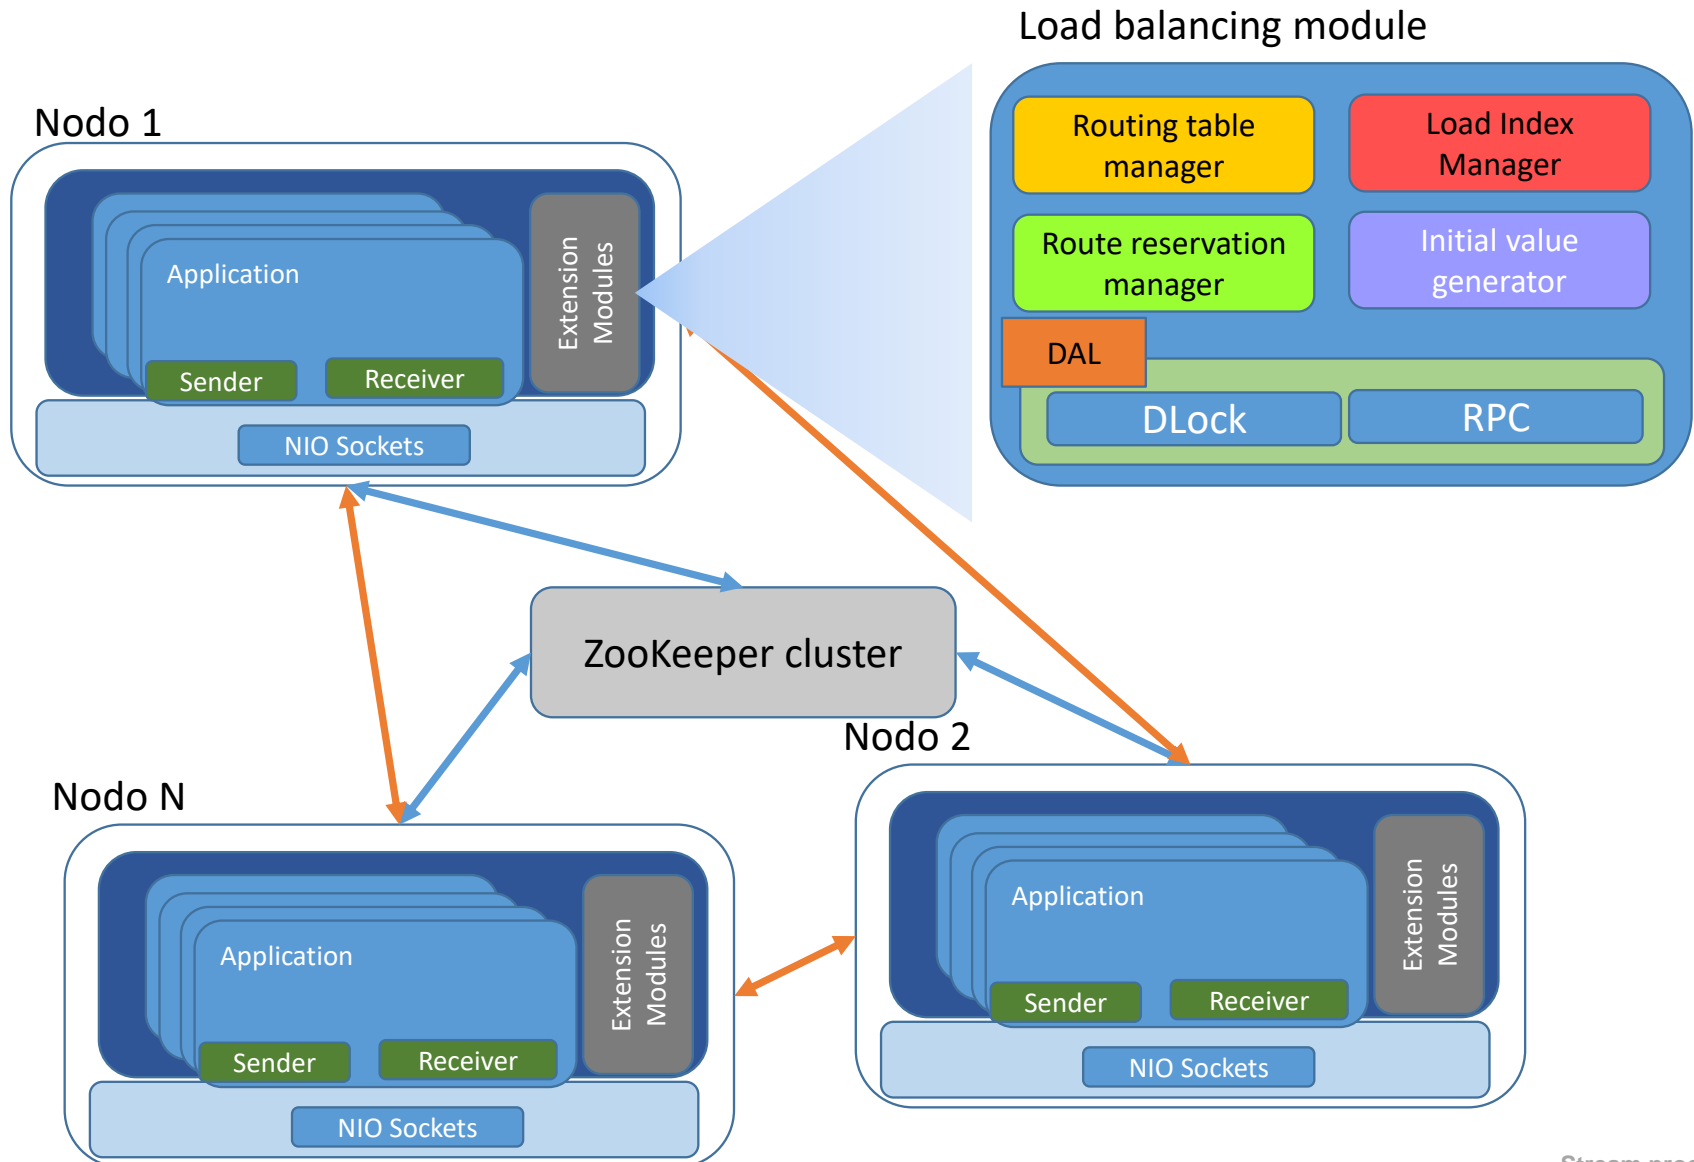 Load balancing module
Nodo 1
Routing table
manager
Load Index
Manager
Route reservation
manager
Initial value
generator
DAL
DLock
RPC
Application
Extension
Modules
Sender
Receiver
NIO Sockets
ZooKeeper cluster
Nodo 2
Application
Extension
Modules
Sender
Receiver
NIO Sockets
Nodo N
Application
Extension
Modules
Sender
Receiver
NIO Sockets